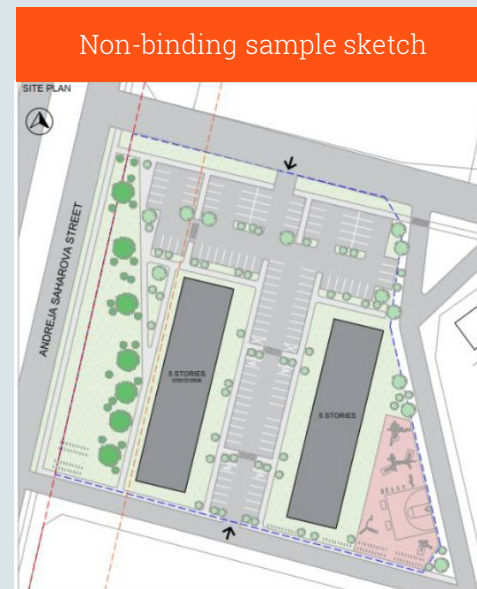 Non-binding sample sketch
SITE PLAN
ANDREJA SAHAROVA STREET
5 STORIES
5 STORIES